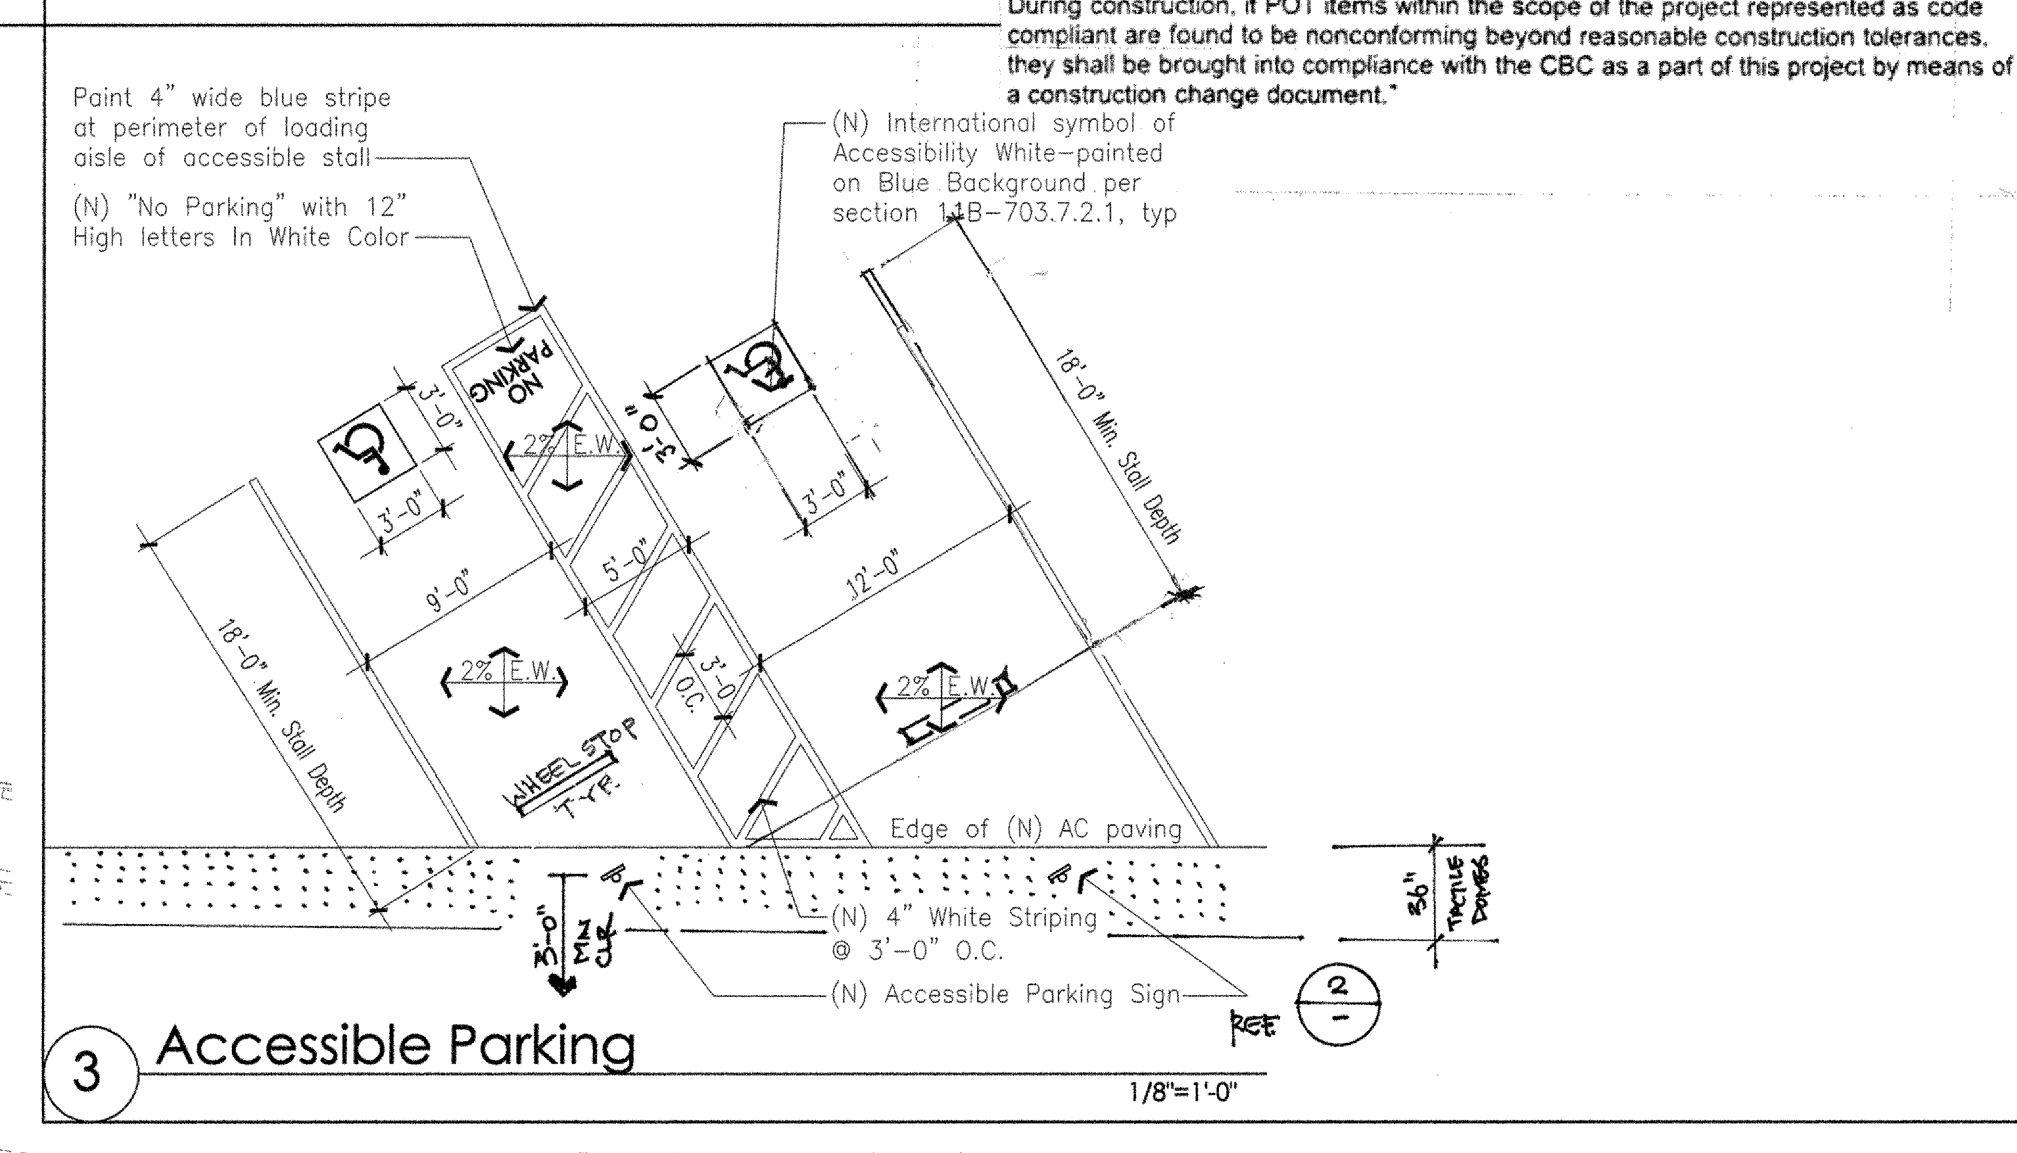 During construction, if POT items within the scope of the project represented as code
compliant are found to be nonconforming beyond reasonable construction tolerances,
they shall be brought into compliance with the CBC as a part of this project by means of
a construction change document."
Paint 4" wide blue stripe
at perimeter of loading
aisle of accessible stall
(N) "No Parking" with 12"
High letters In White Color
(N) International symbol of
Accessibility White-painted
on Blue Background per
section 11B-703.7.2.1, typ
NO
PARKING
3'-0"
3'-0"
3'-0"
3'-0"
2% E.W.
18'-0" Min. Stall Depth
9'-0"
5'-0"
12'-0"
18'-0" Min. Stall Depth
2% E.W.
3'-0
O.C.
2% E.W.
WHEEL STOP
TYP.
Edge of (N) AC paving
3'-0"
MIN
CLR
(N) 4" White Striping
@ 3'-0" O.C.
(N) Accessible Parking Sign
36"
TACTILE
DOMES
REF
2
-
3
Accessible Parking
1/8"=1'-0"